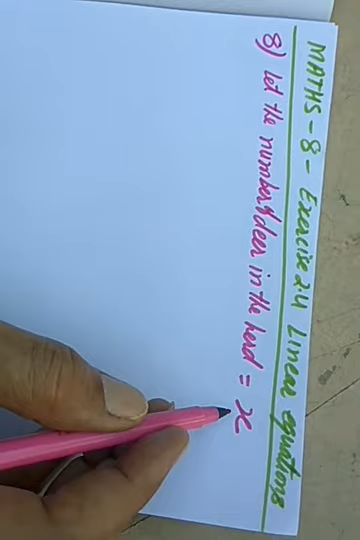 MATHS - 8 - Exercise 2.4 Linear equations
8) Let the number of deer in the herd = x